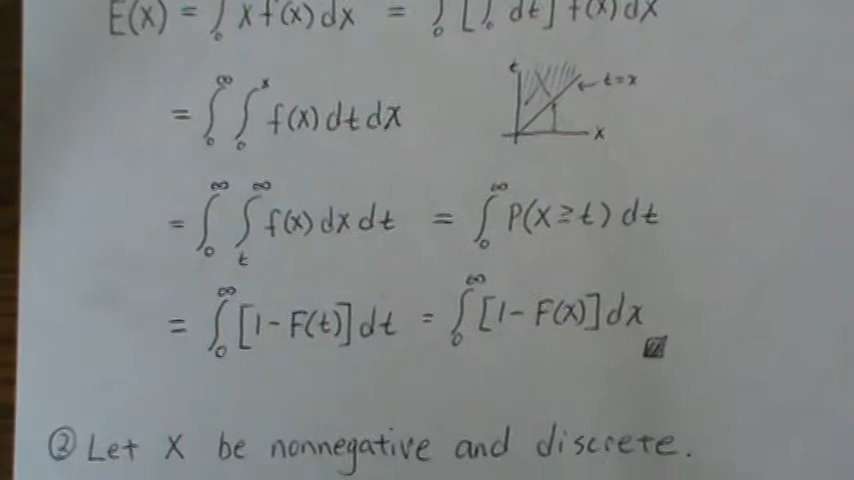 E(X) = ∫₀ x f(x) dx = ∫₀ [∫₀ dt] f(x) dx
= ∫₀^∞ ∫₀^x f(x) dt dx
t
t=x
x
= ∫₀^∞ ∫ₜ^∞ f(x) dx dt = ∫₀^∞ P(X ≥ t) dt
= ∫₀^∞ [1 - F(t)] dt = ∫₀^∞ [1 - F(x)] dx
② Let X be nonnegative and discrete.